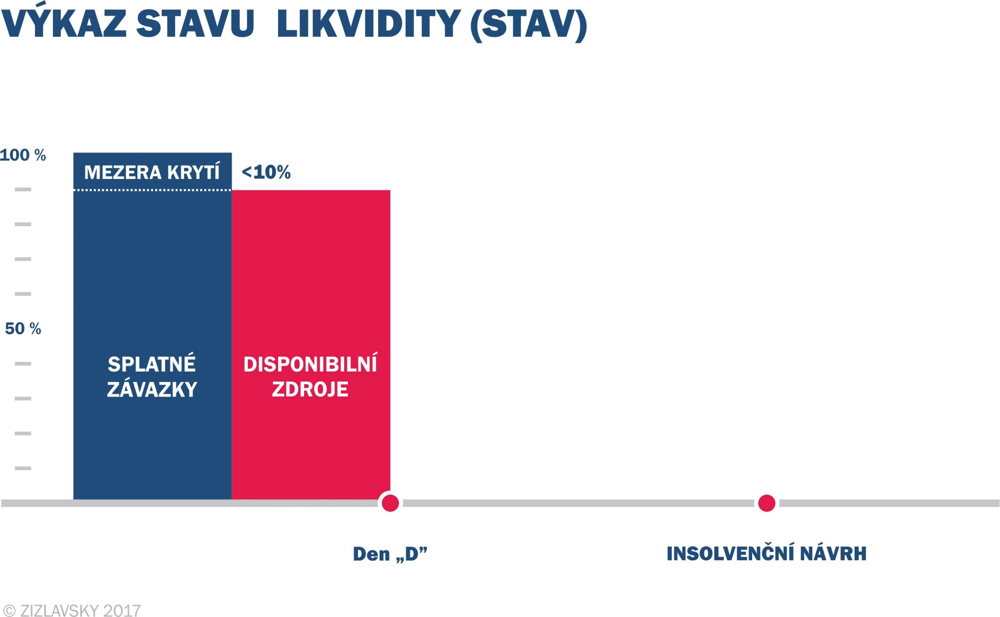 VÝKAZ STAVU LIKVIDITY (STAV)
100 %
MEZERA KRYTÍ
<10%
50 %
SPLATNÉ
ZÁVAZKY
DISPONIBILNÍ
ZDROJE
Den „D”
INSOLVENČNÍ NÁVRH
© ZIZLAVSKY 2017